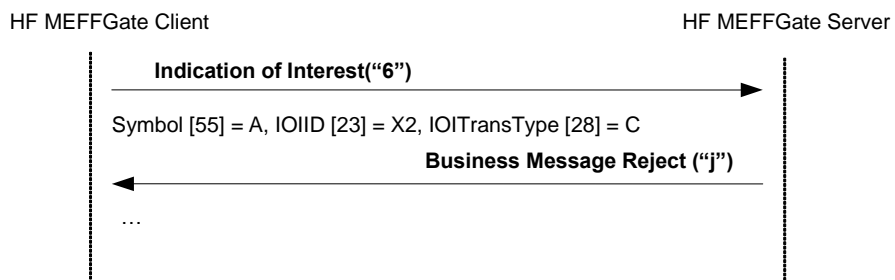 HF MEFFGate Client
HF MEFFGate Server
Indication of Interest(“6”)
Symbol [55] = A, IOIID [23] = X2, IOITransType [28] = C
Business Message Reject (“j”)
…